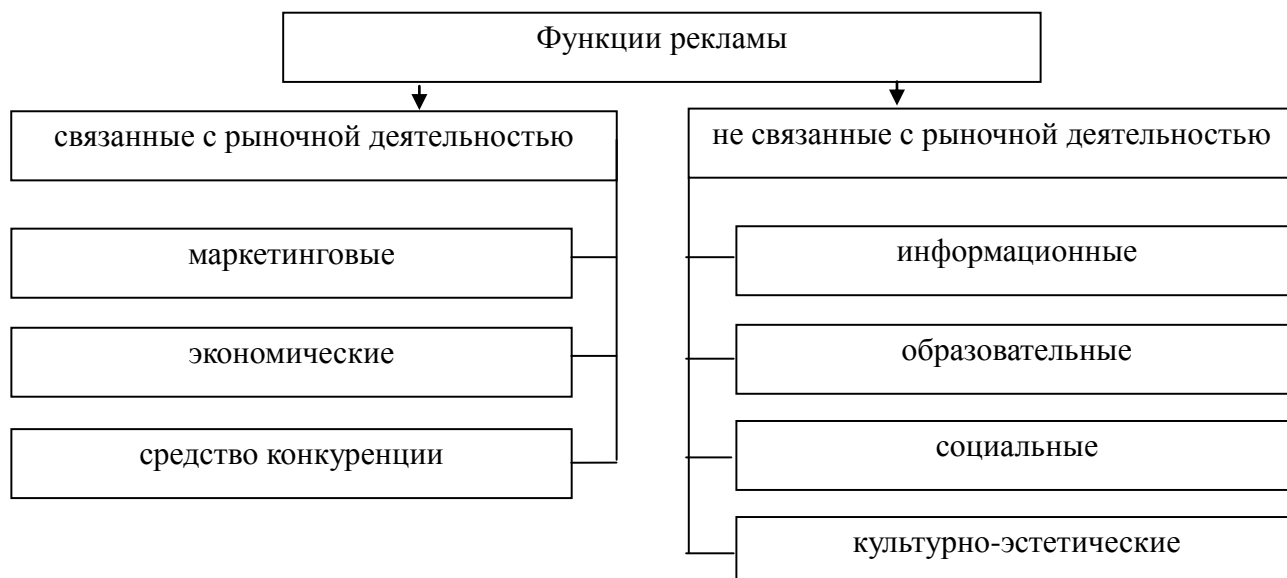 Функции рекламы
связанные с рыночной деятельностью
не связанные с рыночной деятельностью
маркетинговые
экономические
средство конкуренции
информационные
образовательные
социальные
культурно-эстетические